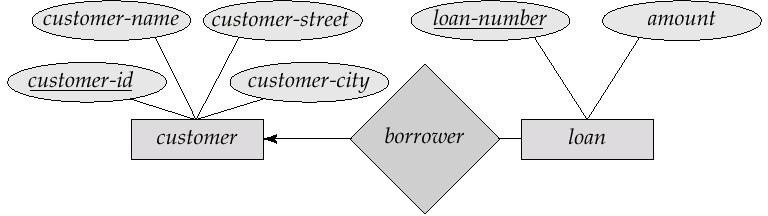 customer-name
customer-street
loan-number
amount
customer-id
customer-city
customer
borrower
loan